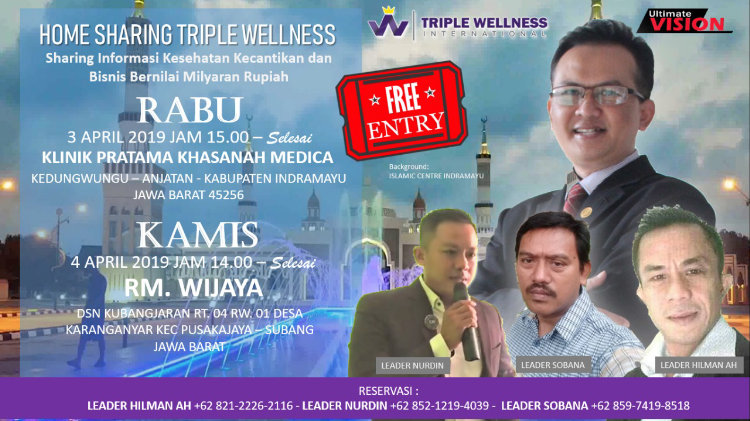 HOME SHARING TRIPLE WELLNESS
Sharing Informasi Kesehatan Kecantikan dan
Bisnis Bernilai Milyaran Rupiah
RABU
3 APRIL 2019 JAM 15.00 – Selesai
KLINIK PRATAMA KHASANAH MEDICA
KEDUNGWUNGU – ANJATAN - KABUPATEN INDRAMAYU
JAWA BARAT 45256
KAMIS
4 APRIL 2019 JAM 14.00 – Selesai
RM. WIJAYA
DSN KUBANGJARAN RT. 04 RW. 01 DESA
KARANGANYAR KEC PUSAKAJAYA – SUBANG
JAWA BARAT
TRIPLE WELLNESS
INTERNATIONAL
Ultimate
VISION
FREE
ENTRY
Background:
ISLAMIC CENTRE INDRAMAYU
LEADER NURDIN
LEADER SOBANA
LEADER HILMAN AH
RESERVASI :
LEADER HILMAN AH +62 821-2226-2116 - LEADER NURDIN +62 852-1219-4039 - LEADER SOBANA +62 859-7419-8518